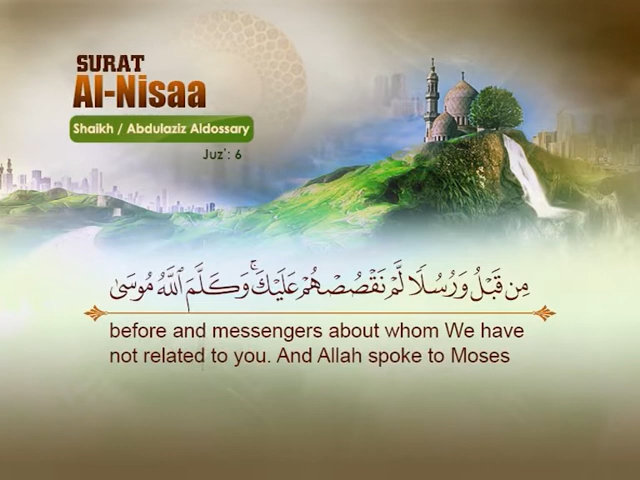 SURAT
Al-Nisaa
Shaikh / Abdulaziz Aldossary
Juz': 6
مِن قَبْلُ وَرُسُلًا لَّمْ نَقْصُصْهُمْ عَلَيْكَ ۚ وَكَلَّمَ اللَّهُ مُوسَىٰ
before and messengers about whom We have
not related to you. And Allah spoke to Moses